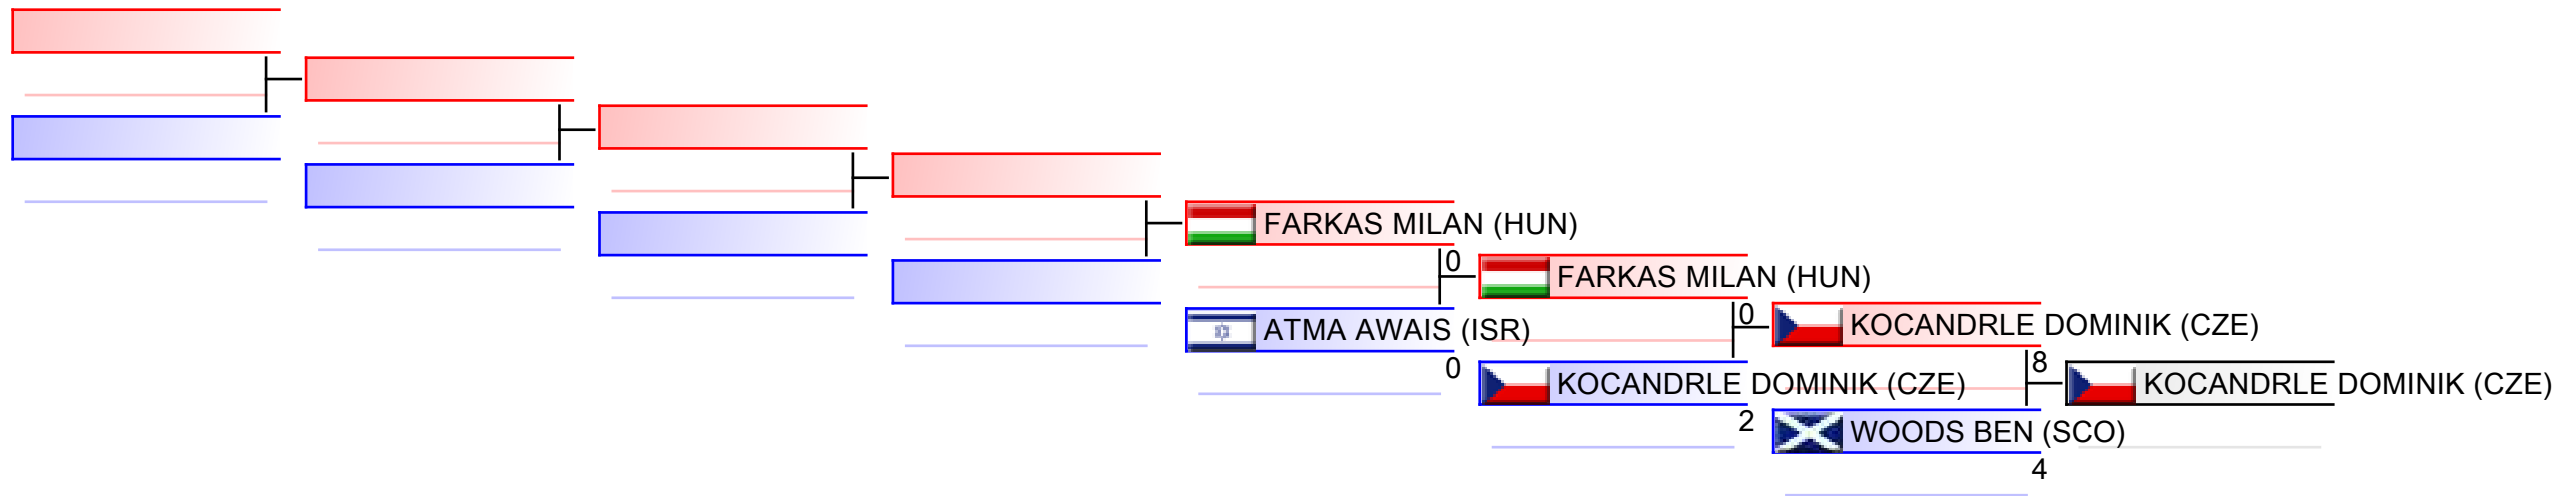 FARKAS MILAN (HUN)
0
ATMA AWAIS (ISR)
0
FARKAS MILAN (HUN)
0
KOCANDRLE DOMINIK (CZE)
2
KOCANDRLE DOMINIK (CZE)
8
WOODS BEN (SCO)
4
KOCANDRLE DOMINIK (CZE)